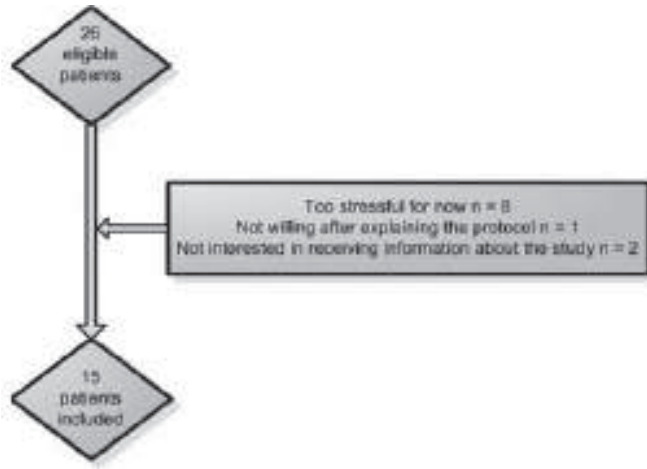 26
eligible
patients
Too stressful for now n = 8
Not willing after explaining the protocol n = 1
Not interested in receiving information about the study n = 2
15
patients
included